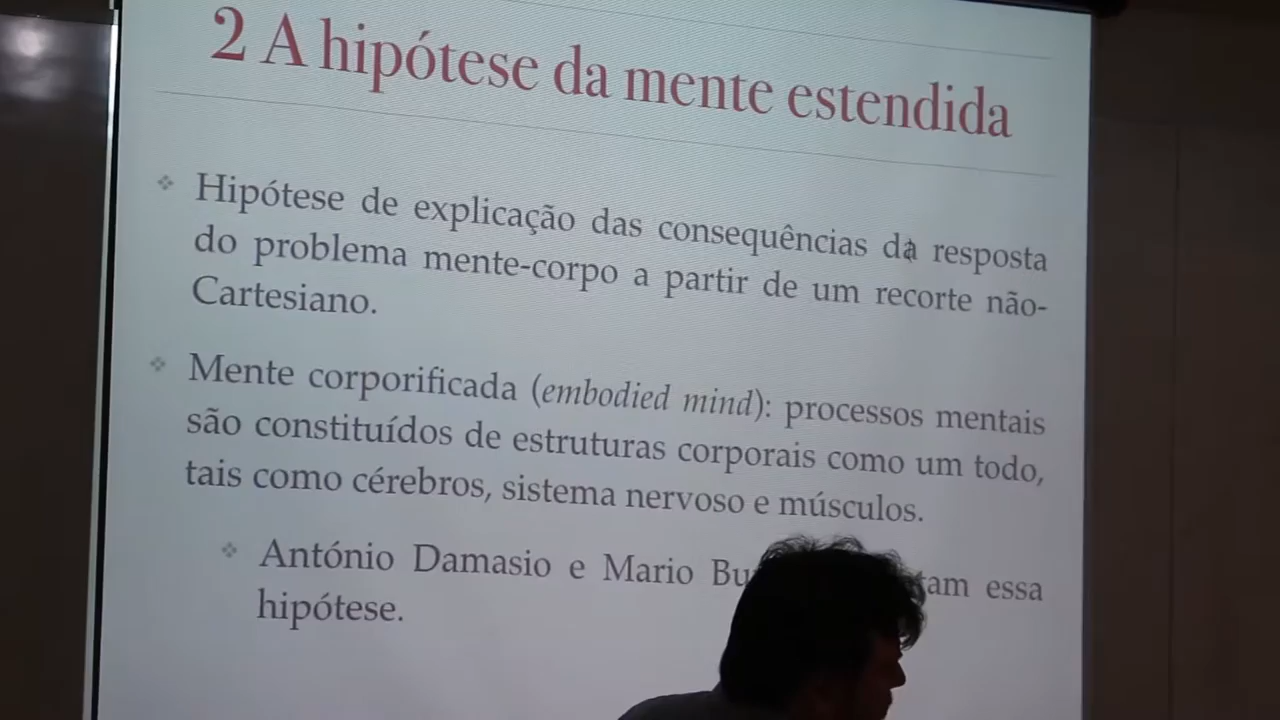 2 A hipótese da mente estendida
Hipótese de explicação das consequências da resposta
do problema mente-corpo a partir de um recorte não-
Cartesiano.
Mente corporificada (embodied mind): processos mentais
são constituídos de estruturas corporais como um todo,
tais como cérebros, sistema nervoso e músculos.
António Damasio e Mario essa
hipótese.